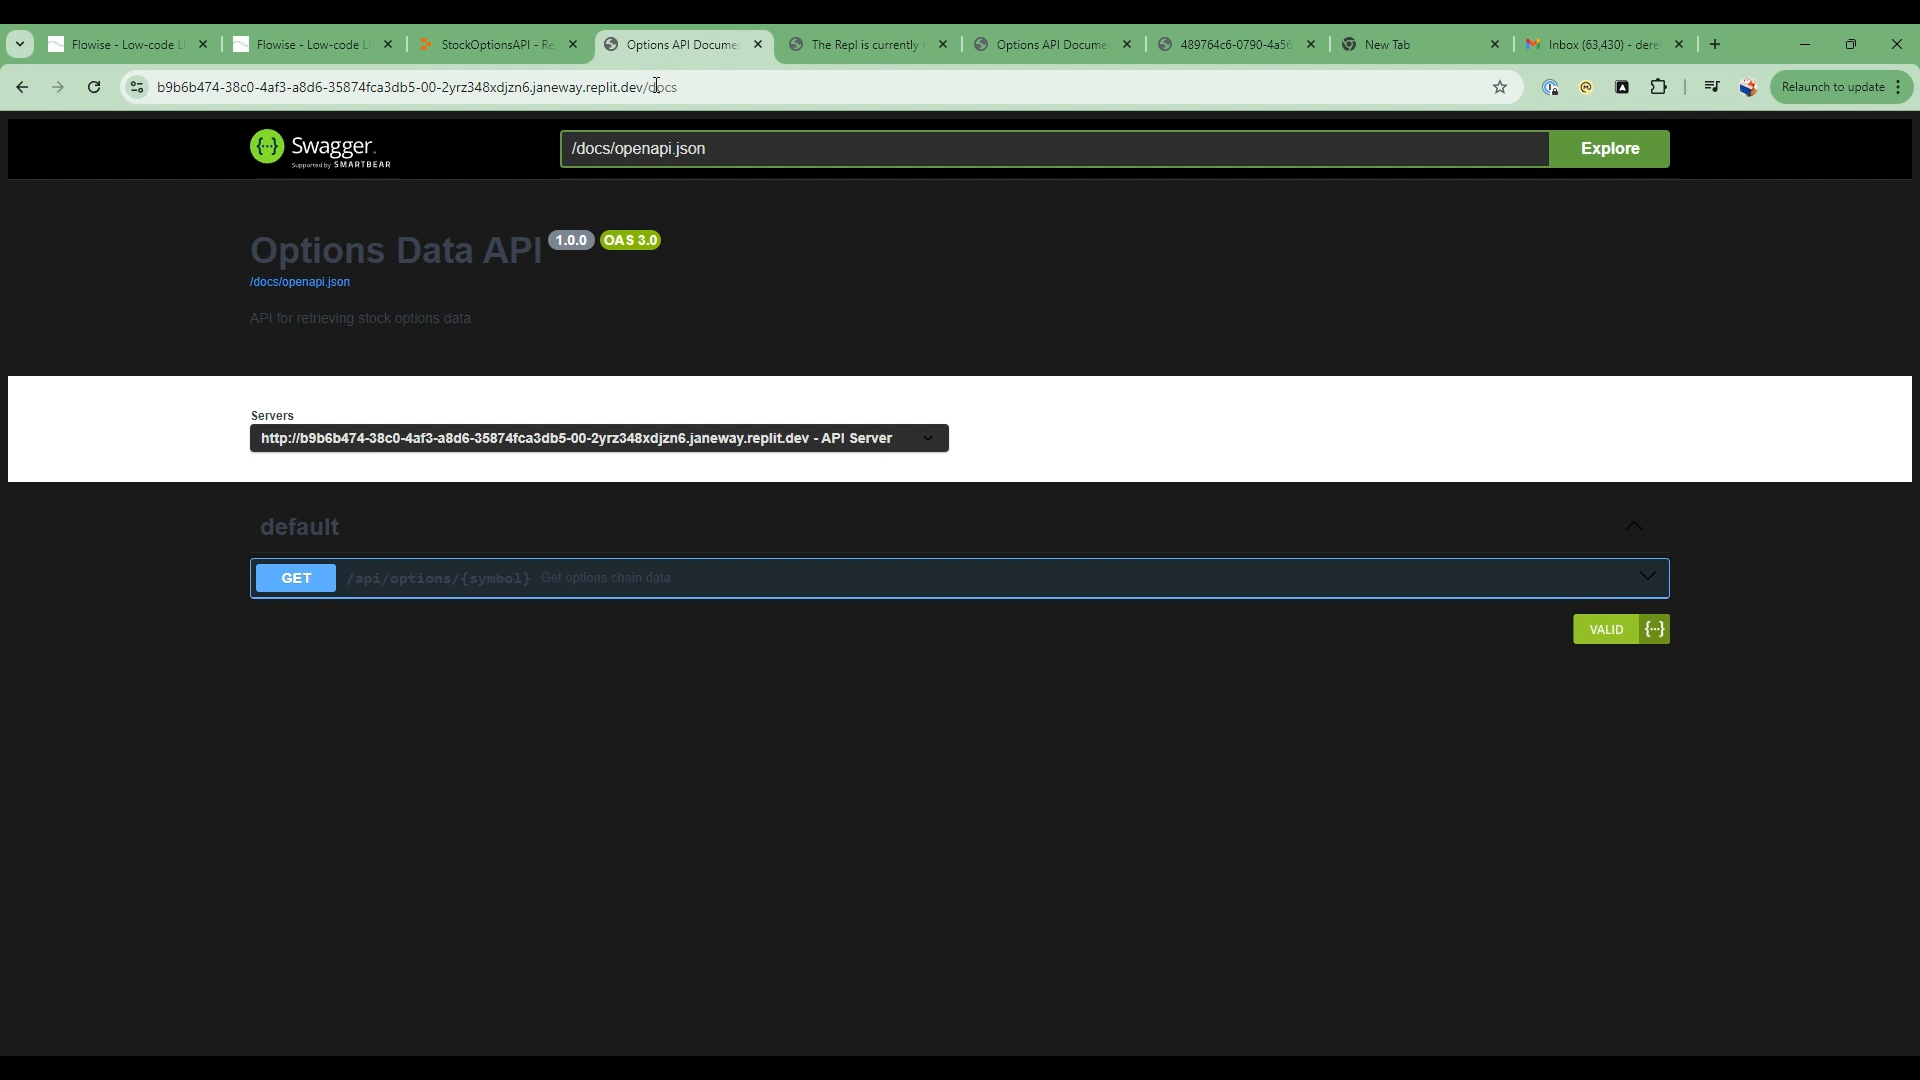 Flowise - Low-code L
Flowise - Low-code L
StockOptionsAPI - Re
Options API Docume
The Repl is currently
Options API Docume
489764c6-0790-4a56
New Tab
Inbox (63,430) - dere
b9b6b474-38c0-4af3-a8d6-35874fca3db5-00-2yrz348xdjzn6.janeway.replit.dev/docs
Relaunch to update
Swagger.
Supported by SMARTBEAR
/docs/openapi.json
Explore
Options Data API 1.0.0 OAS 3.0
/docs/openapi.json
API for retrieving stock options data
Servers
http://b9b6b474-38c0-4af3-a8d6-35874fca3db5-00-2yrz348xdjzn6.janeway.replit.dev - API Server
default
GET /api/options/{symbol} Get options chain data
VALID {...}